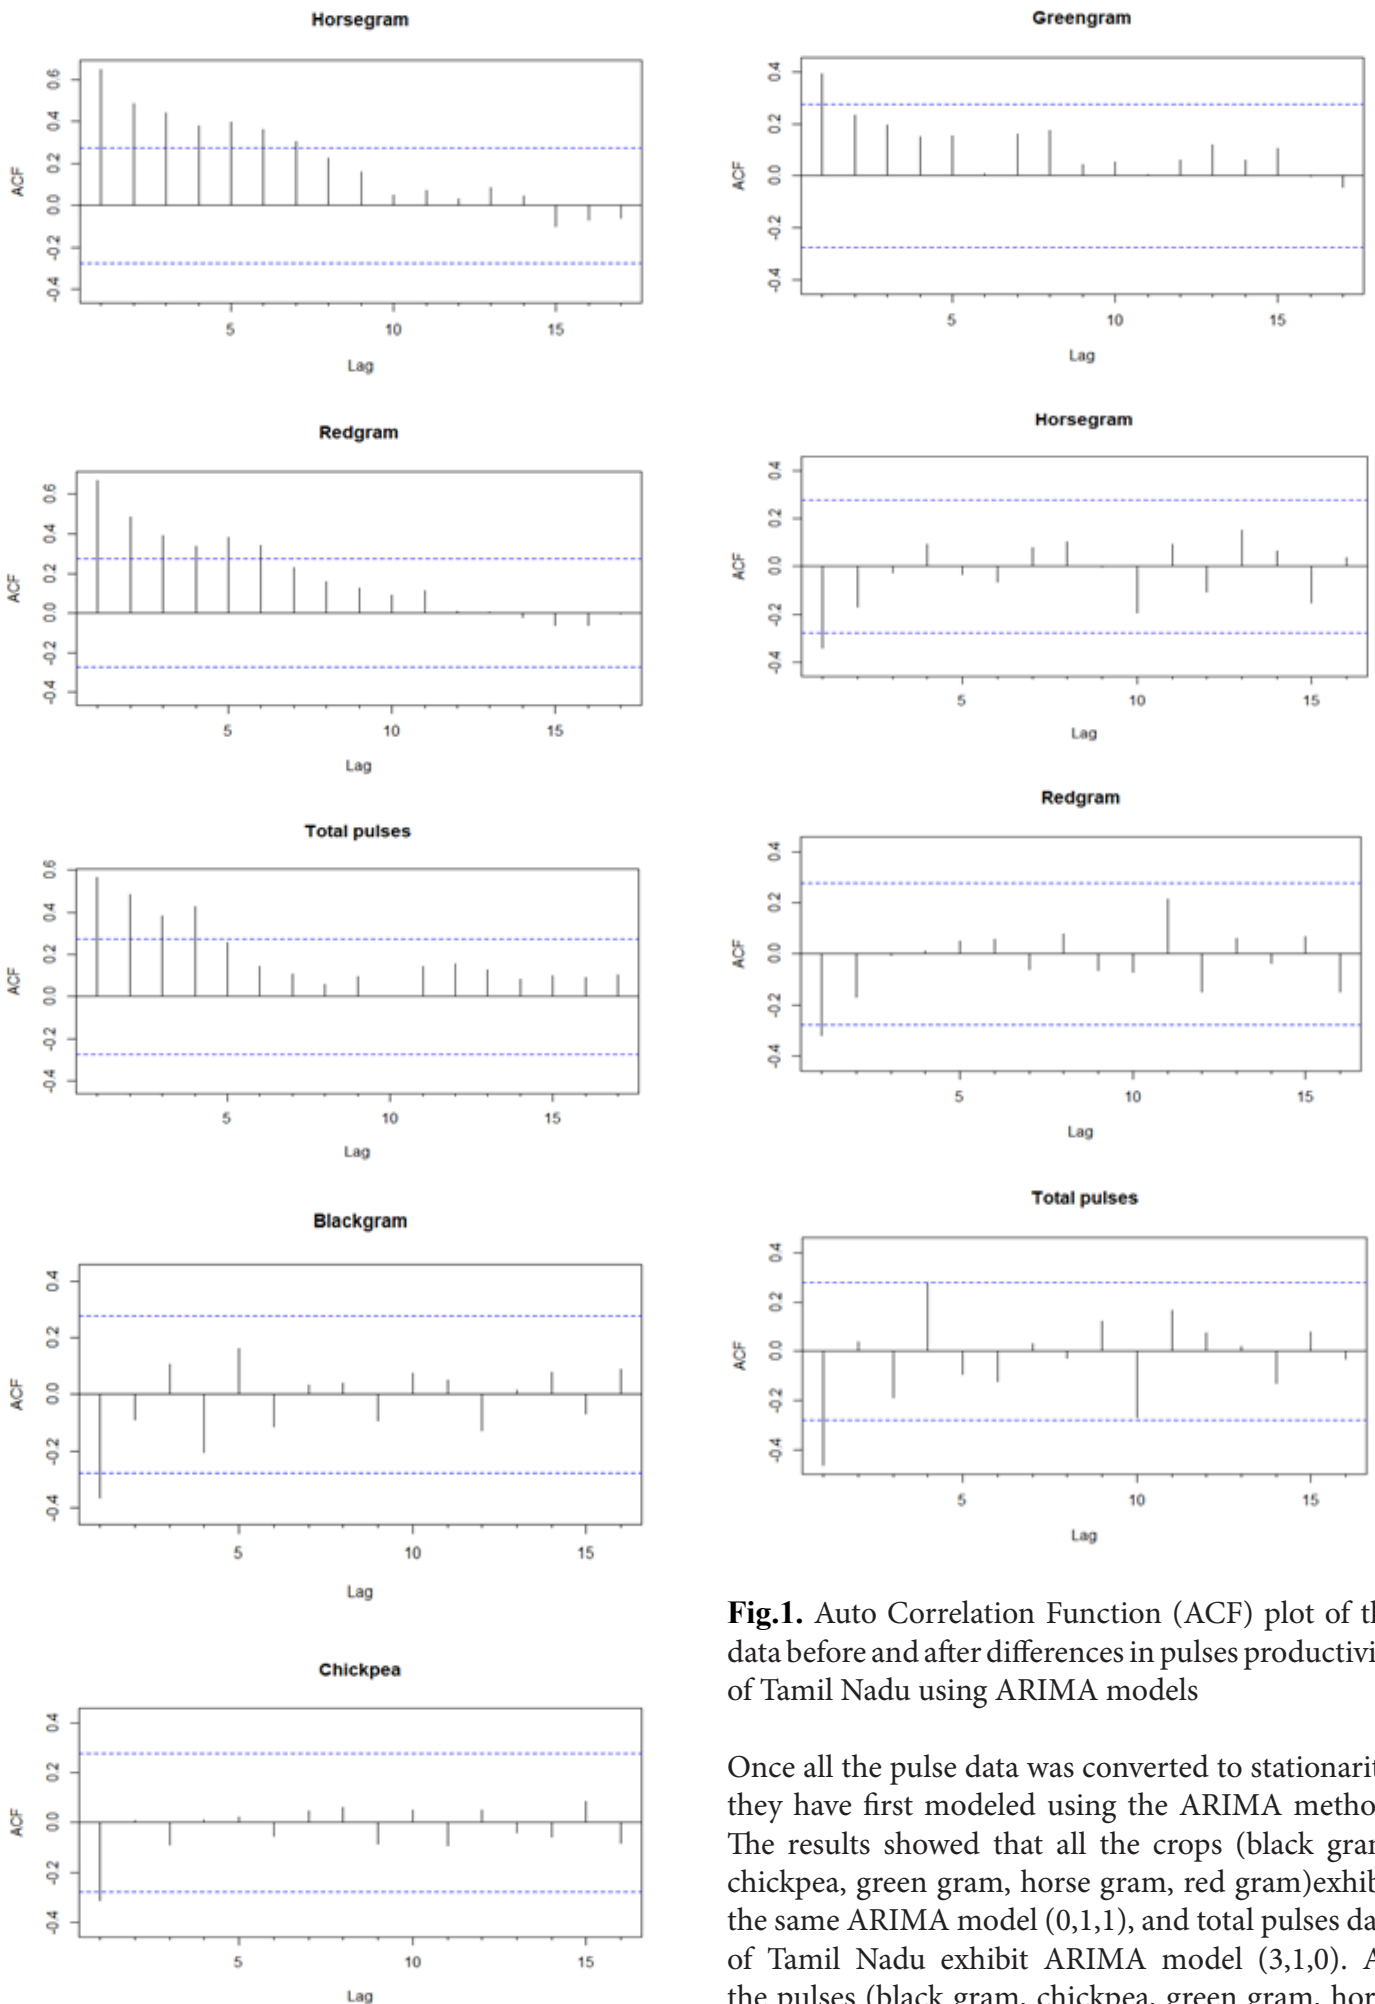 Horsegram
ACF
-0.4 -0.2 0.0 0.2 0.4 0.6
5 10 15
Lag
Redgram
ACF
-0.4 -0.2 0.0 0.2 0.4 0.6
5 10 15
Lag
Total pulses
ACF
-0.4 -0.2 0.0 0.2 0.4 0.6
5 10 15
Lag
Blackgram
ACF
-0.4 -0.2 0.0 0.2 0.4
5 10 15
Lag
Chickpea
ACF
-0.4 -0.2 0.0 0.2 0.4
5 10 15
Lag
Greengram
ACF
-0.4 -0.2 0.0 0.2 0.4
5 10 15
Lag
Horsegram
ACF
-0.4 -0.2 0.0 0.2 0.4
5 10 15
Lag
Redgram
ACF
-0.4 -0.2 0.0 0.2 0.4
5 10 15
Lag
Total pulses
ACF
-0.4 -0.2 0.0 0.2 0.4
5 10 15
Lag
Fig.1. Auto Correlation Function (ACF) plot of
data before and after differences in pulses productivi
of Tamil Nadu using ARIMA models
Once all the pulse data was converted to stationarit
they have first modeled using the ARIMA metho
The results showed that all the crops (black gran
chickpea, green gram, horse gram, red gram)exhib
the same ARIMA model (0,1,1), and total pulses da
of Tamil Nadu exhibit ARIMA model (3,1,0). A
the pulses (black gram, chickpea, green gram, hor